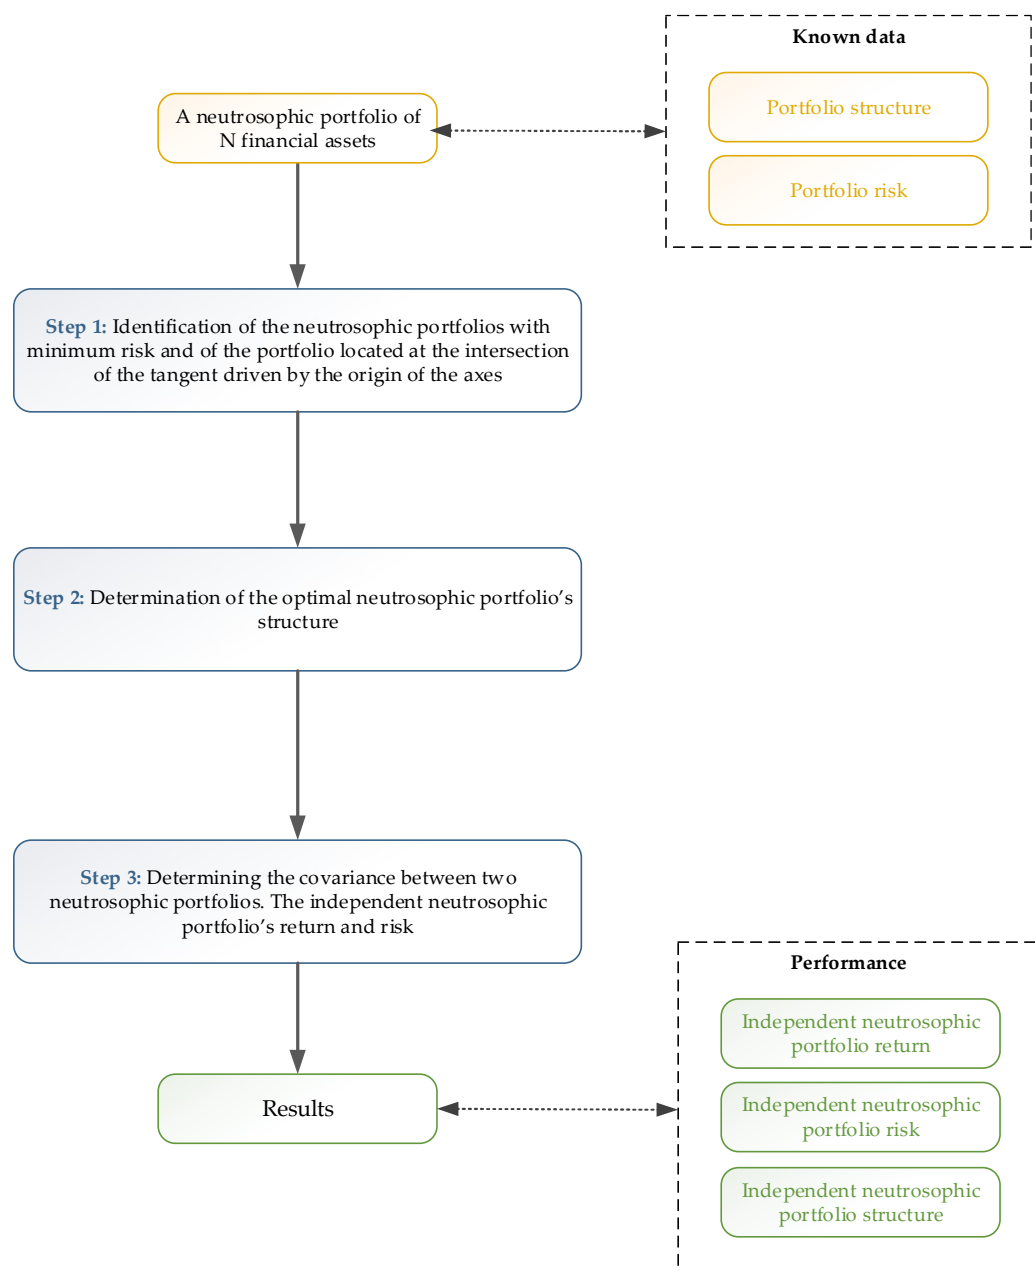 Known data
Portfolio structure
Portfolio risk
A neutrosophic portfolio of
N financial assets
Step 1: Identification of the neutrosophic portfolios with
minimum risk and of the portfolio located at the intersection
of the tangent driven by the origin of the axes
Step 2: Determination of the optimal neutrosophic portfolio’s
structure
Step 3: Determining the covariance between two
neutrosophic portfolios. The independent neutrosophic
portfolio’s return and risk
Results
Performance
Independent neutrosophic
portfolio return
Independent neutrosophic
portfolio risk
Independent neutrosophic
portfolio structure